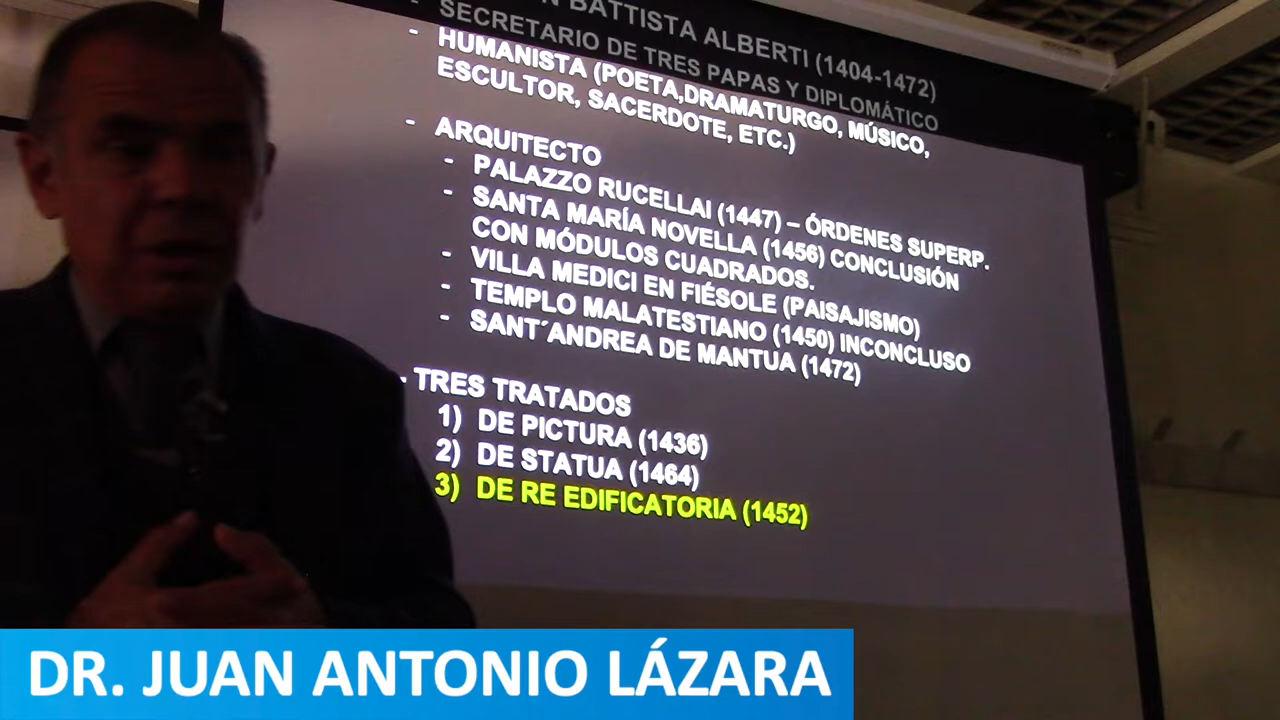 BATTISTA ALBERTI (1404-1472)
- SECRETARIO DE TRES PAPAS Y DIPLOMÁTICO
- HUMANISTA (POETA,DRAMATURGO, MÚSICO,
ESCULTOR, SACERDOTE, ETC.)
- ARQUITECTO
- PALAZZO RUCELLAI (1447) – ÓRDENES SUPERP.
- SANTA MARÍA NOVELLA (1456) CONCLUSIÓN
CON MÓDULOS CUADRADOS.
- VILLA MEDICI EN FIÉSOLE (PAISAJISMO)
- TEMPLO MALATESTIANO (1450) INCONCLUSO
- SANT´ANDREA DE MANTUA (1472)
- TRES TRATADOS
1) DE PICTURA (1436)
2) DE STATUA (1464)
3) DE RE EDIFICATORIA (1452)
DR. JUAN ANTONIO LÁZARA